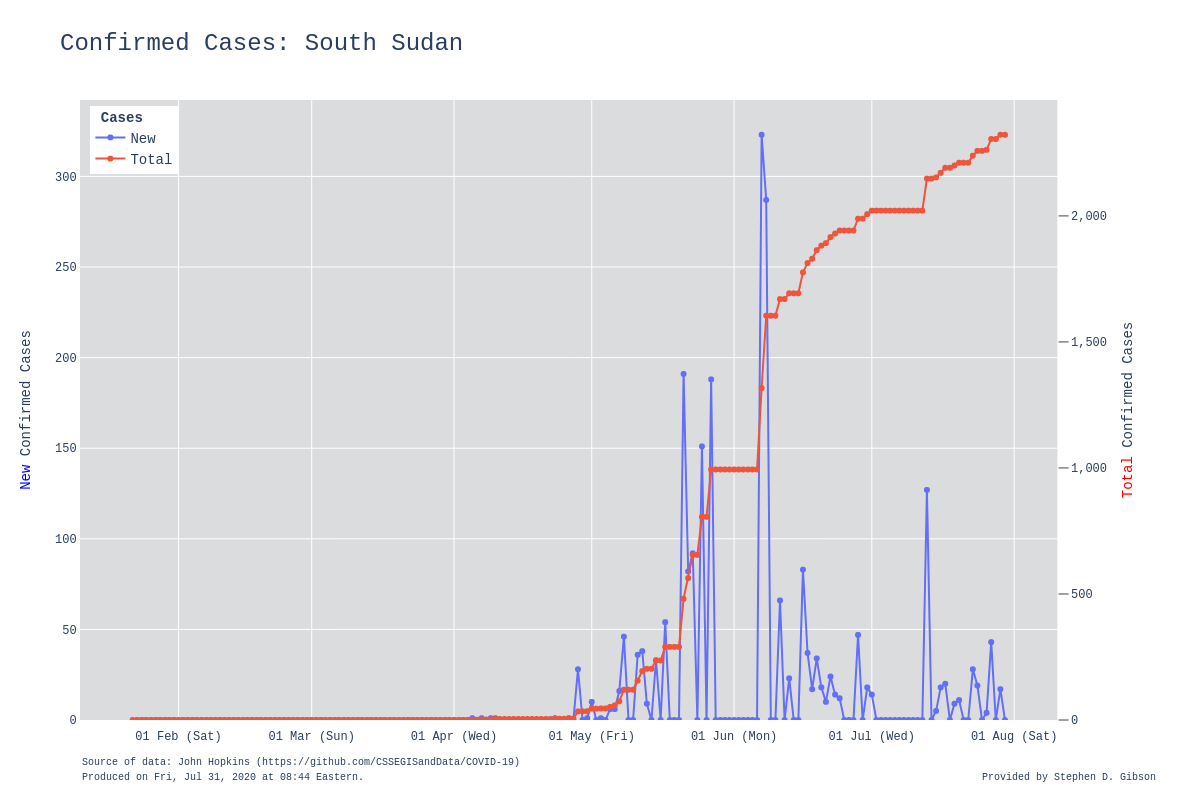 Confirmed Cases: South Sudan
Cases
New
Total
300
250
200
150
100
50
0
2,000
1,500
1,000
500
0
New Confirmed Cases
Total Confirmed Cases
01 Feb (Sat) 01 Mar (Sun) 01 Apr (Wed) 01 May (Fri) 01 Jun (Mon) 01 Jul (Wed) 01 Aug (Sat)
Source of data: John Hopkins (https://github.com/CSSEGISandData/COVID-19)
Produced on Fri, Jul 31, 2020 at 08:44 Eastern.
Provided by Stephen D. Gibson